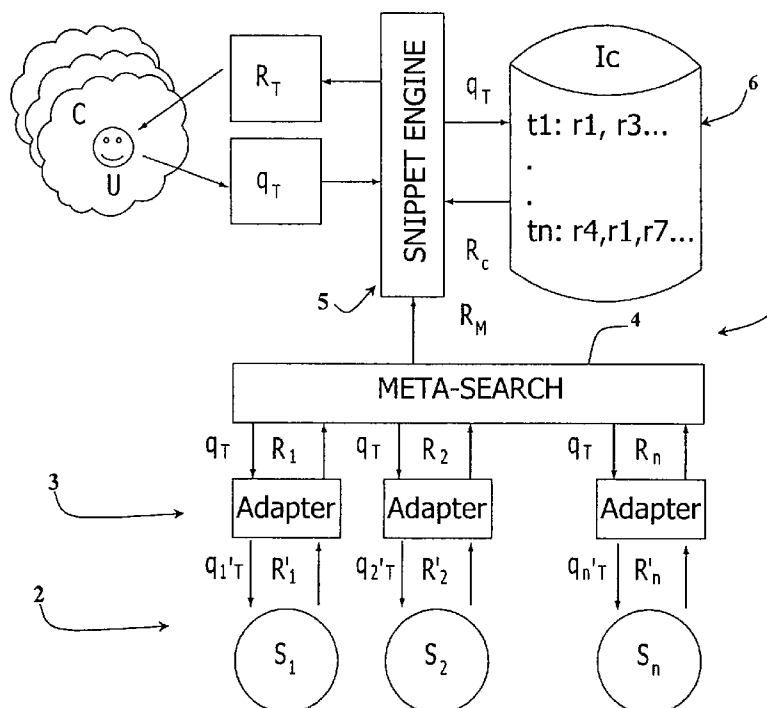 C
U
R_T
q_T
SNIPPET ENGINE
q_T
R_c
Ic
t1: r1, r3...
.
.
tn: r4,r1,r7...
6
5
R_M
4
META-SEARCH
q_T R_1 q_T R_2 q_T R_n
3
Adapter Adapter Adapter
q_1'_T R'_1 q_2'_T R'_2 q_n'_T R'_n
2
S_1 S_2 S_n